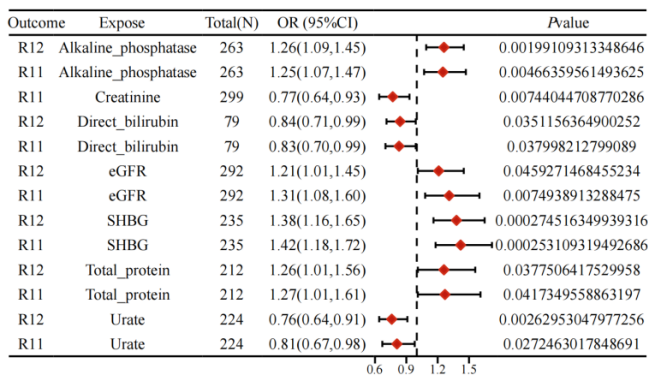 Outcome Expose Total(N) OR (95%CI) Pvalue
R12 Alkaline_phosphatase 263 1.26(1.09,1.45) 0.00199109313348646
R11 Alkaline_phosphatase 263 1.25(1.07,1.47) 0.00466359561493625
R11 Creatinine 299 0.77(0.64,0.93) 0.00744044708770286
R12 Direct_bilirubin 79 0.84(0.71,0.99) 0.0351156364900252
R11 Direct_bilirubin 79 0.83(0.70,0.99) 0.037998212799089
R12 eGFR 292 1.21(1.01,1.45) 0.0459271468455234
R11 eGFR 292 1.31(1.08,1.60) 0.0074938913288475
R12 SHBG 235 1.38(1.16,1.65) 0.000274516349939316
R11 SHBG 235 1.42(1.18,1.72) 0.000253109319492686
R12 Total_protein 212 1.26(1.01,1.56) 0.0377506417529958
R11 Total_protein 212 1.27(1.01,1.61) 0.0417349558863197
R12 Urate 224 0.76(0.64,0.91) 0.00262953047977256
R11 Urate 224 0.81(0.67,0.98) 0.0272463017848691
0.6 0.9 1.2 1.5